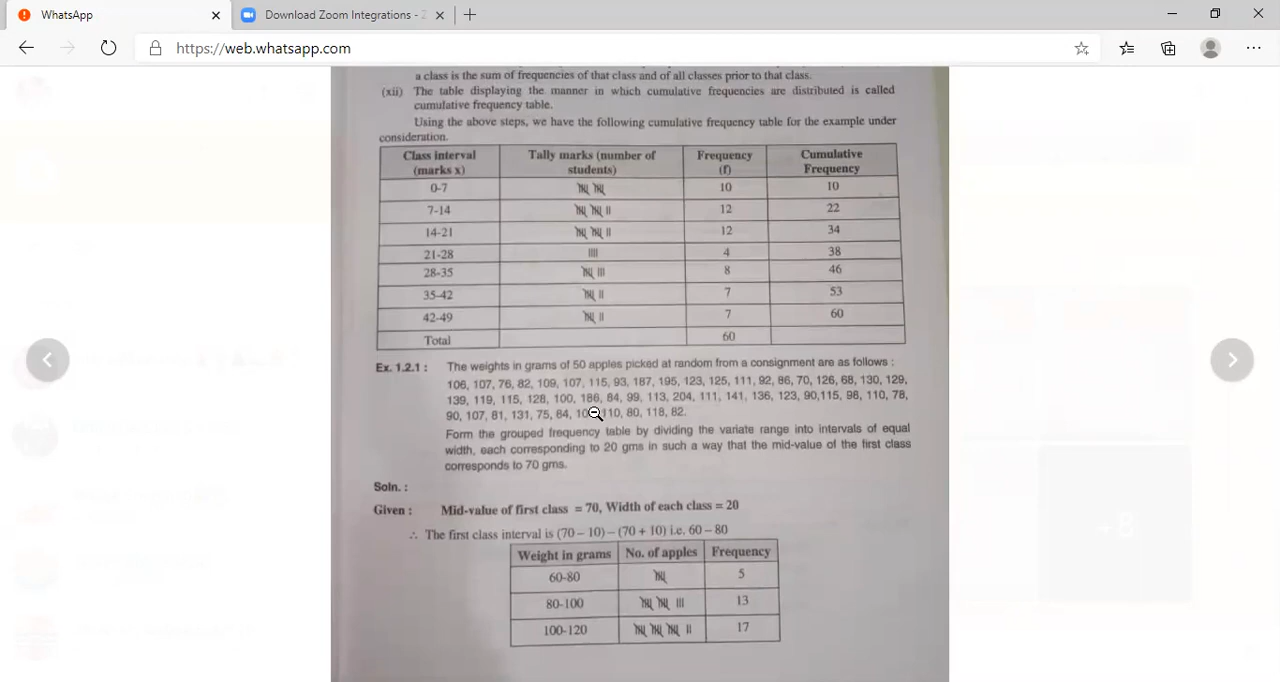 WhatsApp
Download Zoom Integrations -
https://web.whatsapp.com
a class is the sum of frequencies of that class and of all classes prior to that class.
(xii) The table displaying the manner in which cumulative frequencies are distributed is called
cumulative frequency table.
Using the above steps, we have the following cumulative frequency table for the example under
consideration.
Class interval (marks x) Tally marks (number of students) Frequency (f) Cumulative Frequency
0-7 10 10
7-14 12 22
14-21 12 34
21-28 4 38
28-35 8 46
35-42 7 53
42-49 7 60
Total 60
Ex. 1.2.1 : The weights in grams of 50 apples picked at random from a consignment are as follows :
106, 107, 76, 82, 109, 107, 115, 93, 187, 195, 123, 125, 111, 92, 86, 70, 126, 68, 130, 129,
139, 119, 115, 128, 100, 186, 84, 99, 113, 204, 111, 141, 136, 123, 90,115, 98, 110, 78,
90, 107, 81, 131, 75, 84, 110, 80, 118, 82.
Form the grouped frequency table by dividing the variate range into intervals of equal
width, each corresponding to 20 gms in such a way that the mid-value of the first class
corresponds to 70 gms.
Soln. :
Given : Mid-value of first class = 70, Width of each class = 20
∴ The first class interval is (70 – 10) – (70 + 10) i.e. 60 – 80
Weight in grams No. of apples Frequency
60-80 5
80-100 13
100-120 17
+8